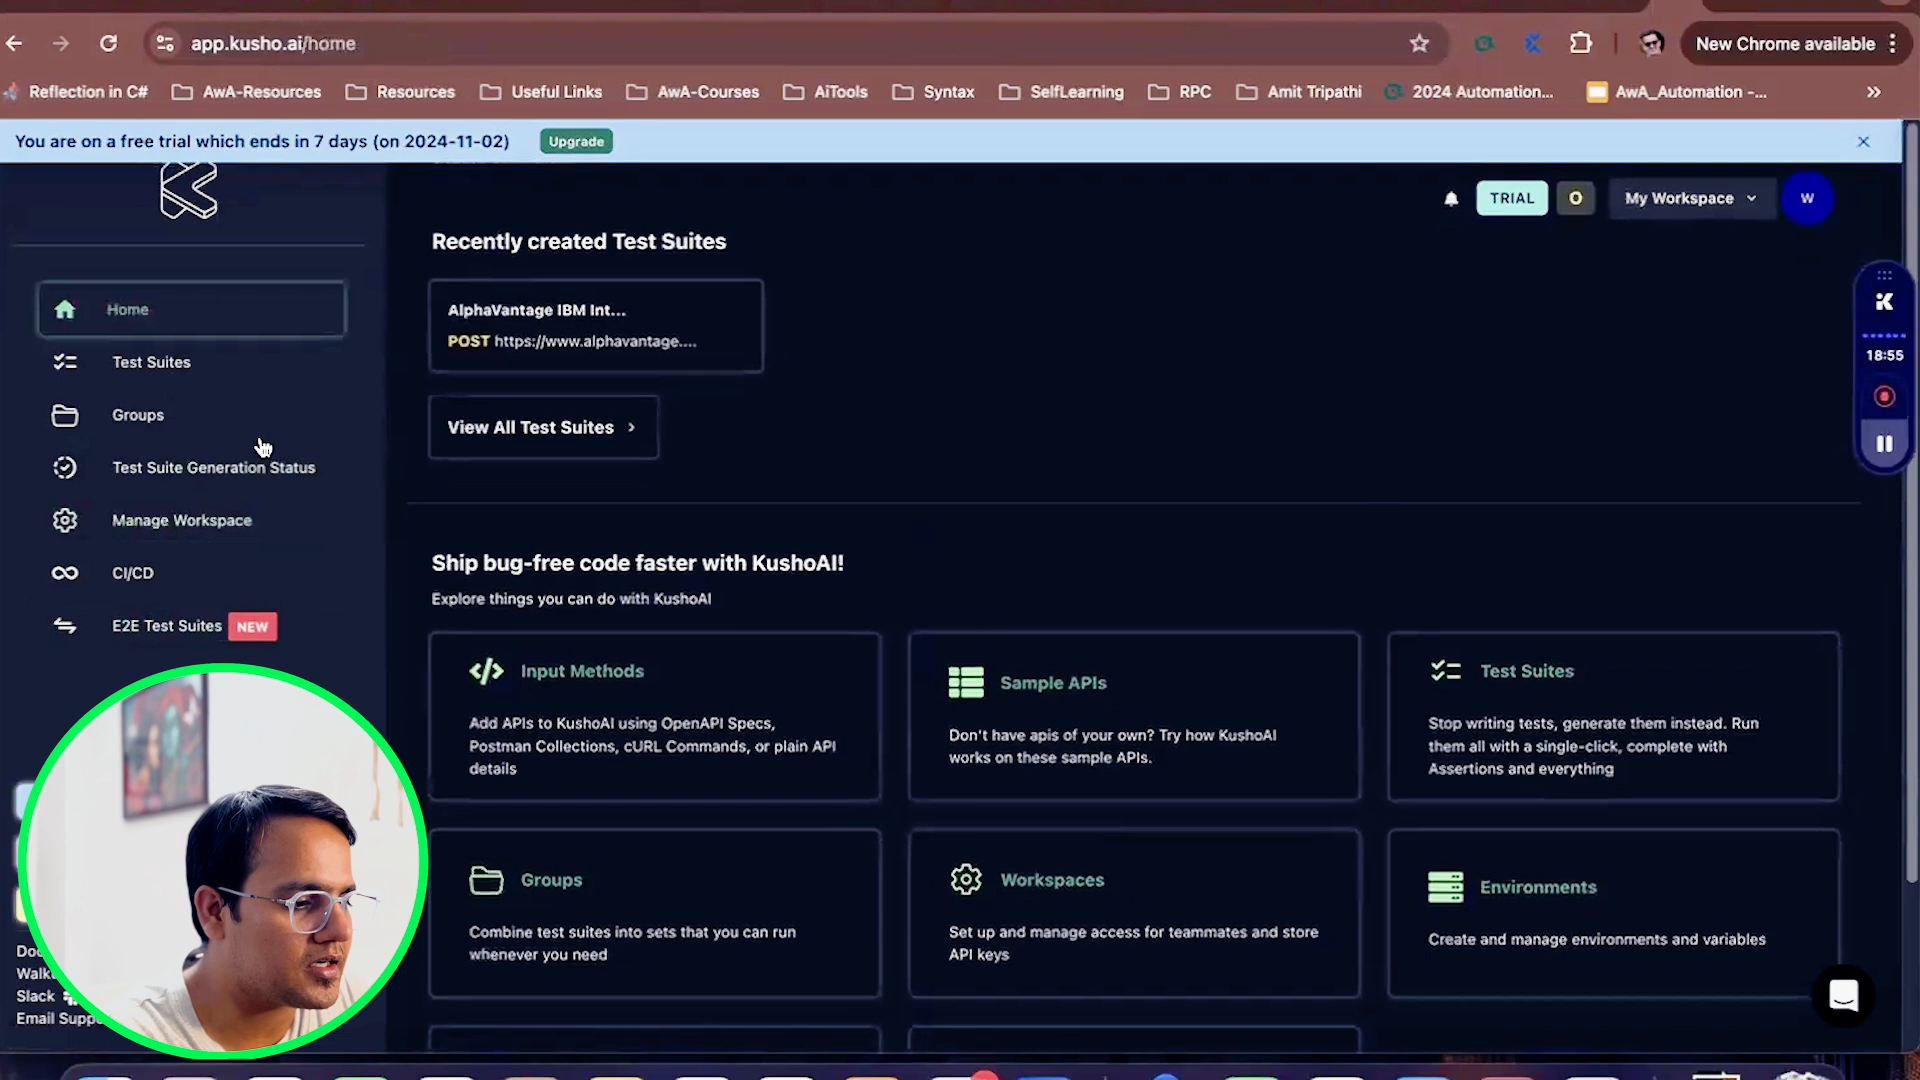 app.kusho.ai/home
New Chrome available
Reflection in C#
AwA-Resources
Resources
Useful Links
AwA-Courses
AiTools
Syntax
SelfLearning
RPC
Amit Tripathi
2024 Automation...
AwA_Automation -...
You are on a free trial which ends in 7 days (on 2024-11-02)
Upgrade
TRIAL
O
My Workspace
W
Home
Test Suites
Groups
Test Suite Generation Status
Manage Workspace
CI/CD
E2E Test Suites NEW
Slack
Email
Recently created Test Suites
AlphaVantage IBM Int...
POST https://www.alphavantage....
View All Test Suites
18:55
Ship bug-free code faster with KushoAI!
Explore things you can do with KushoAI
Input Methods
Add APIs to KushoAI using OpenAPI Specs,
Postman Collections, cURL Commands, or plain API
details
Sample APIs
Don't have apis of your own? Try how KushoAI
works on these sample APIs.
Test Suites
Stop writing tests, generate them instead. Run
them all with a single-click, complete with
Assertions and everything
Groups
Combine test suites into sets that you can run
whenever you need
Workspaces
Set up and manage access for teammates and store
API keys
Environments
Create and manage environments and variables